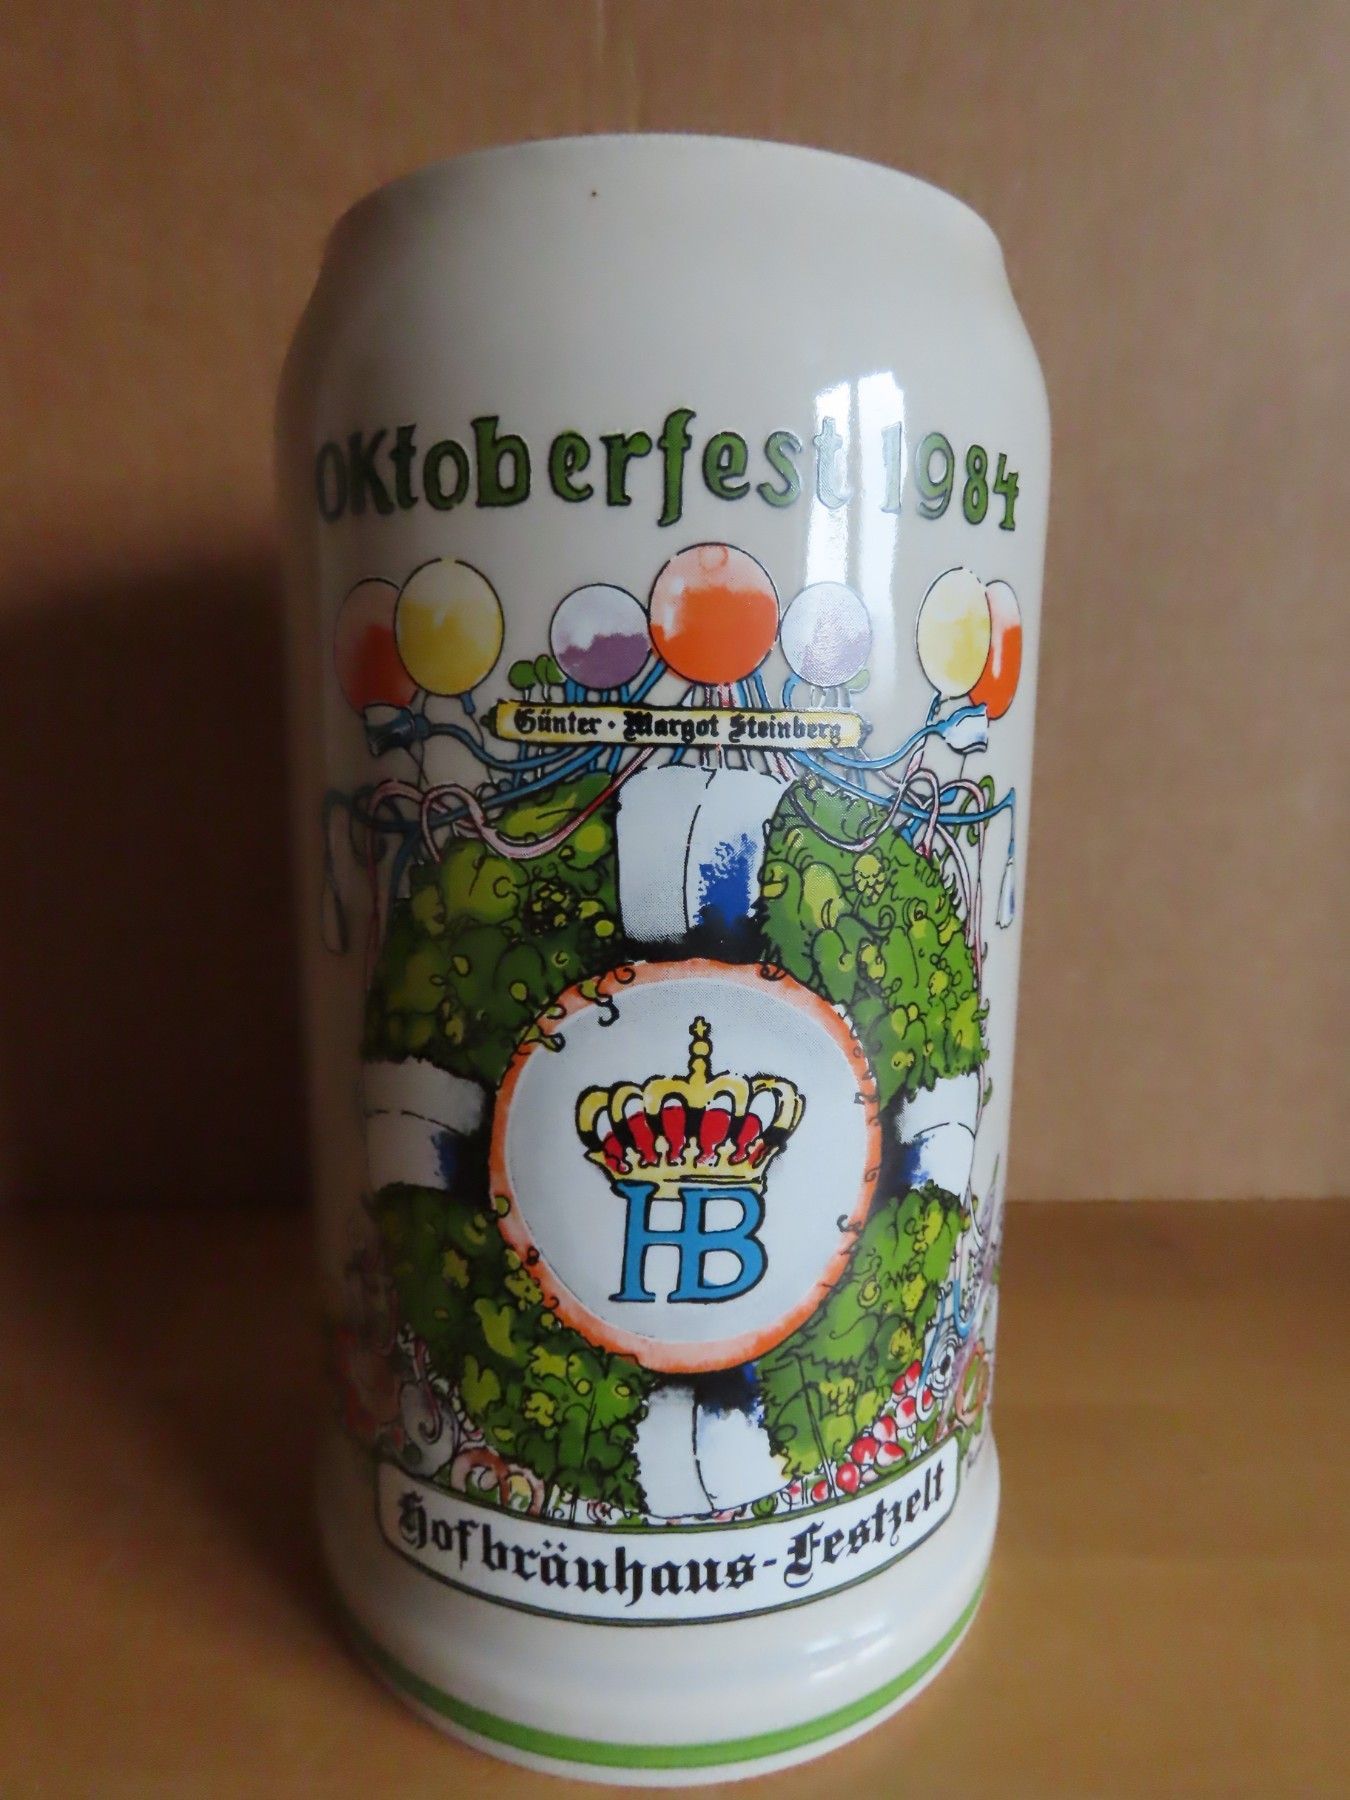 Oktoberfest 1984
Günter · Margot Steinberg
HB
Hofbräuhaus-Festzelt